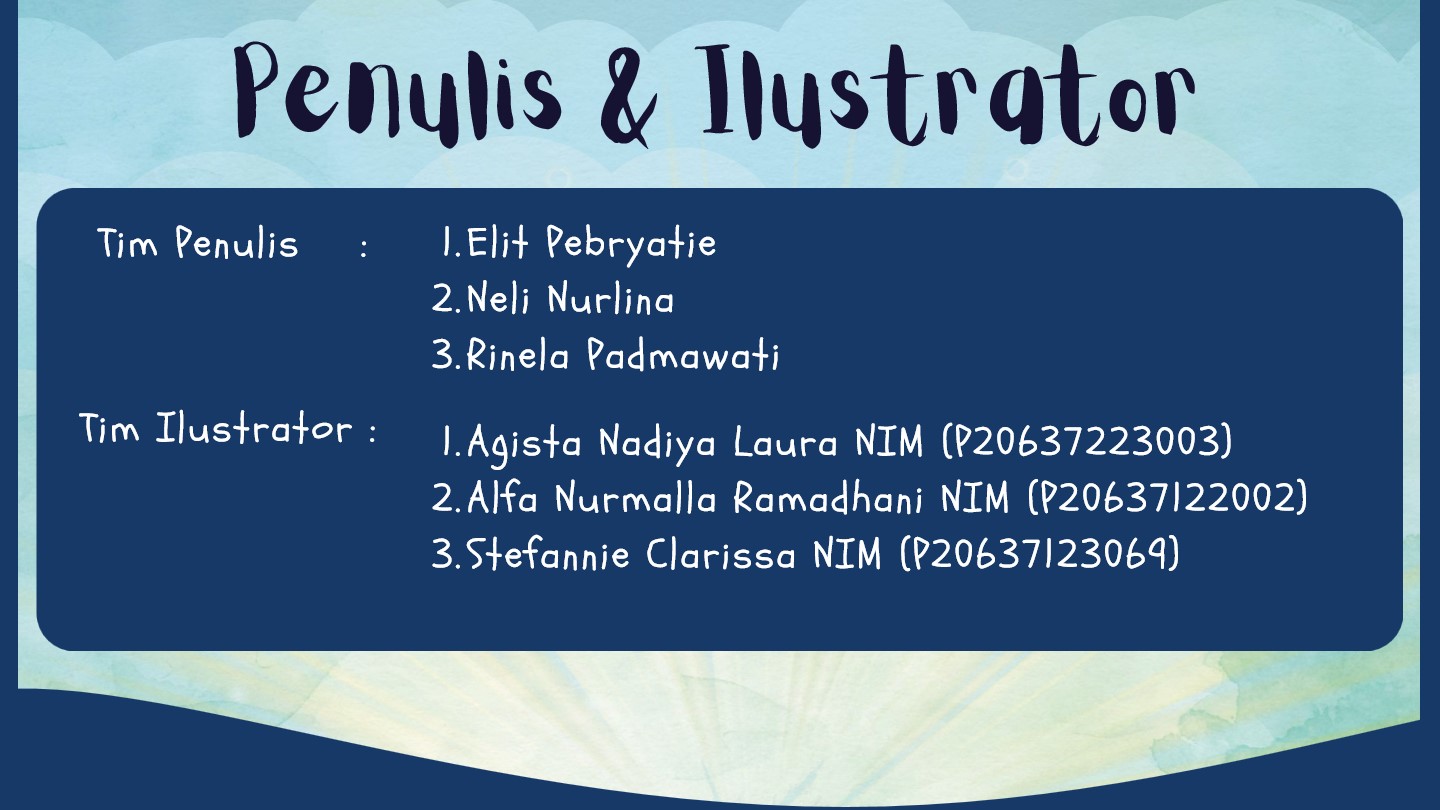 Penulis & Ilustrator
Tim Penulis : 1. Elit Pebryatie
2. Neli Nurlina
3. Rinela Padmawati
Tim Ilustrator : 1. Agista Nadiya Laura NIM (P20637223003)
2. Alfa Nurmalla Ramadhani NIM (P20637122002)
3. Stefannie Clarissa NIM (P20637123069)